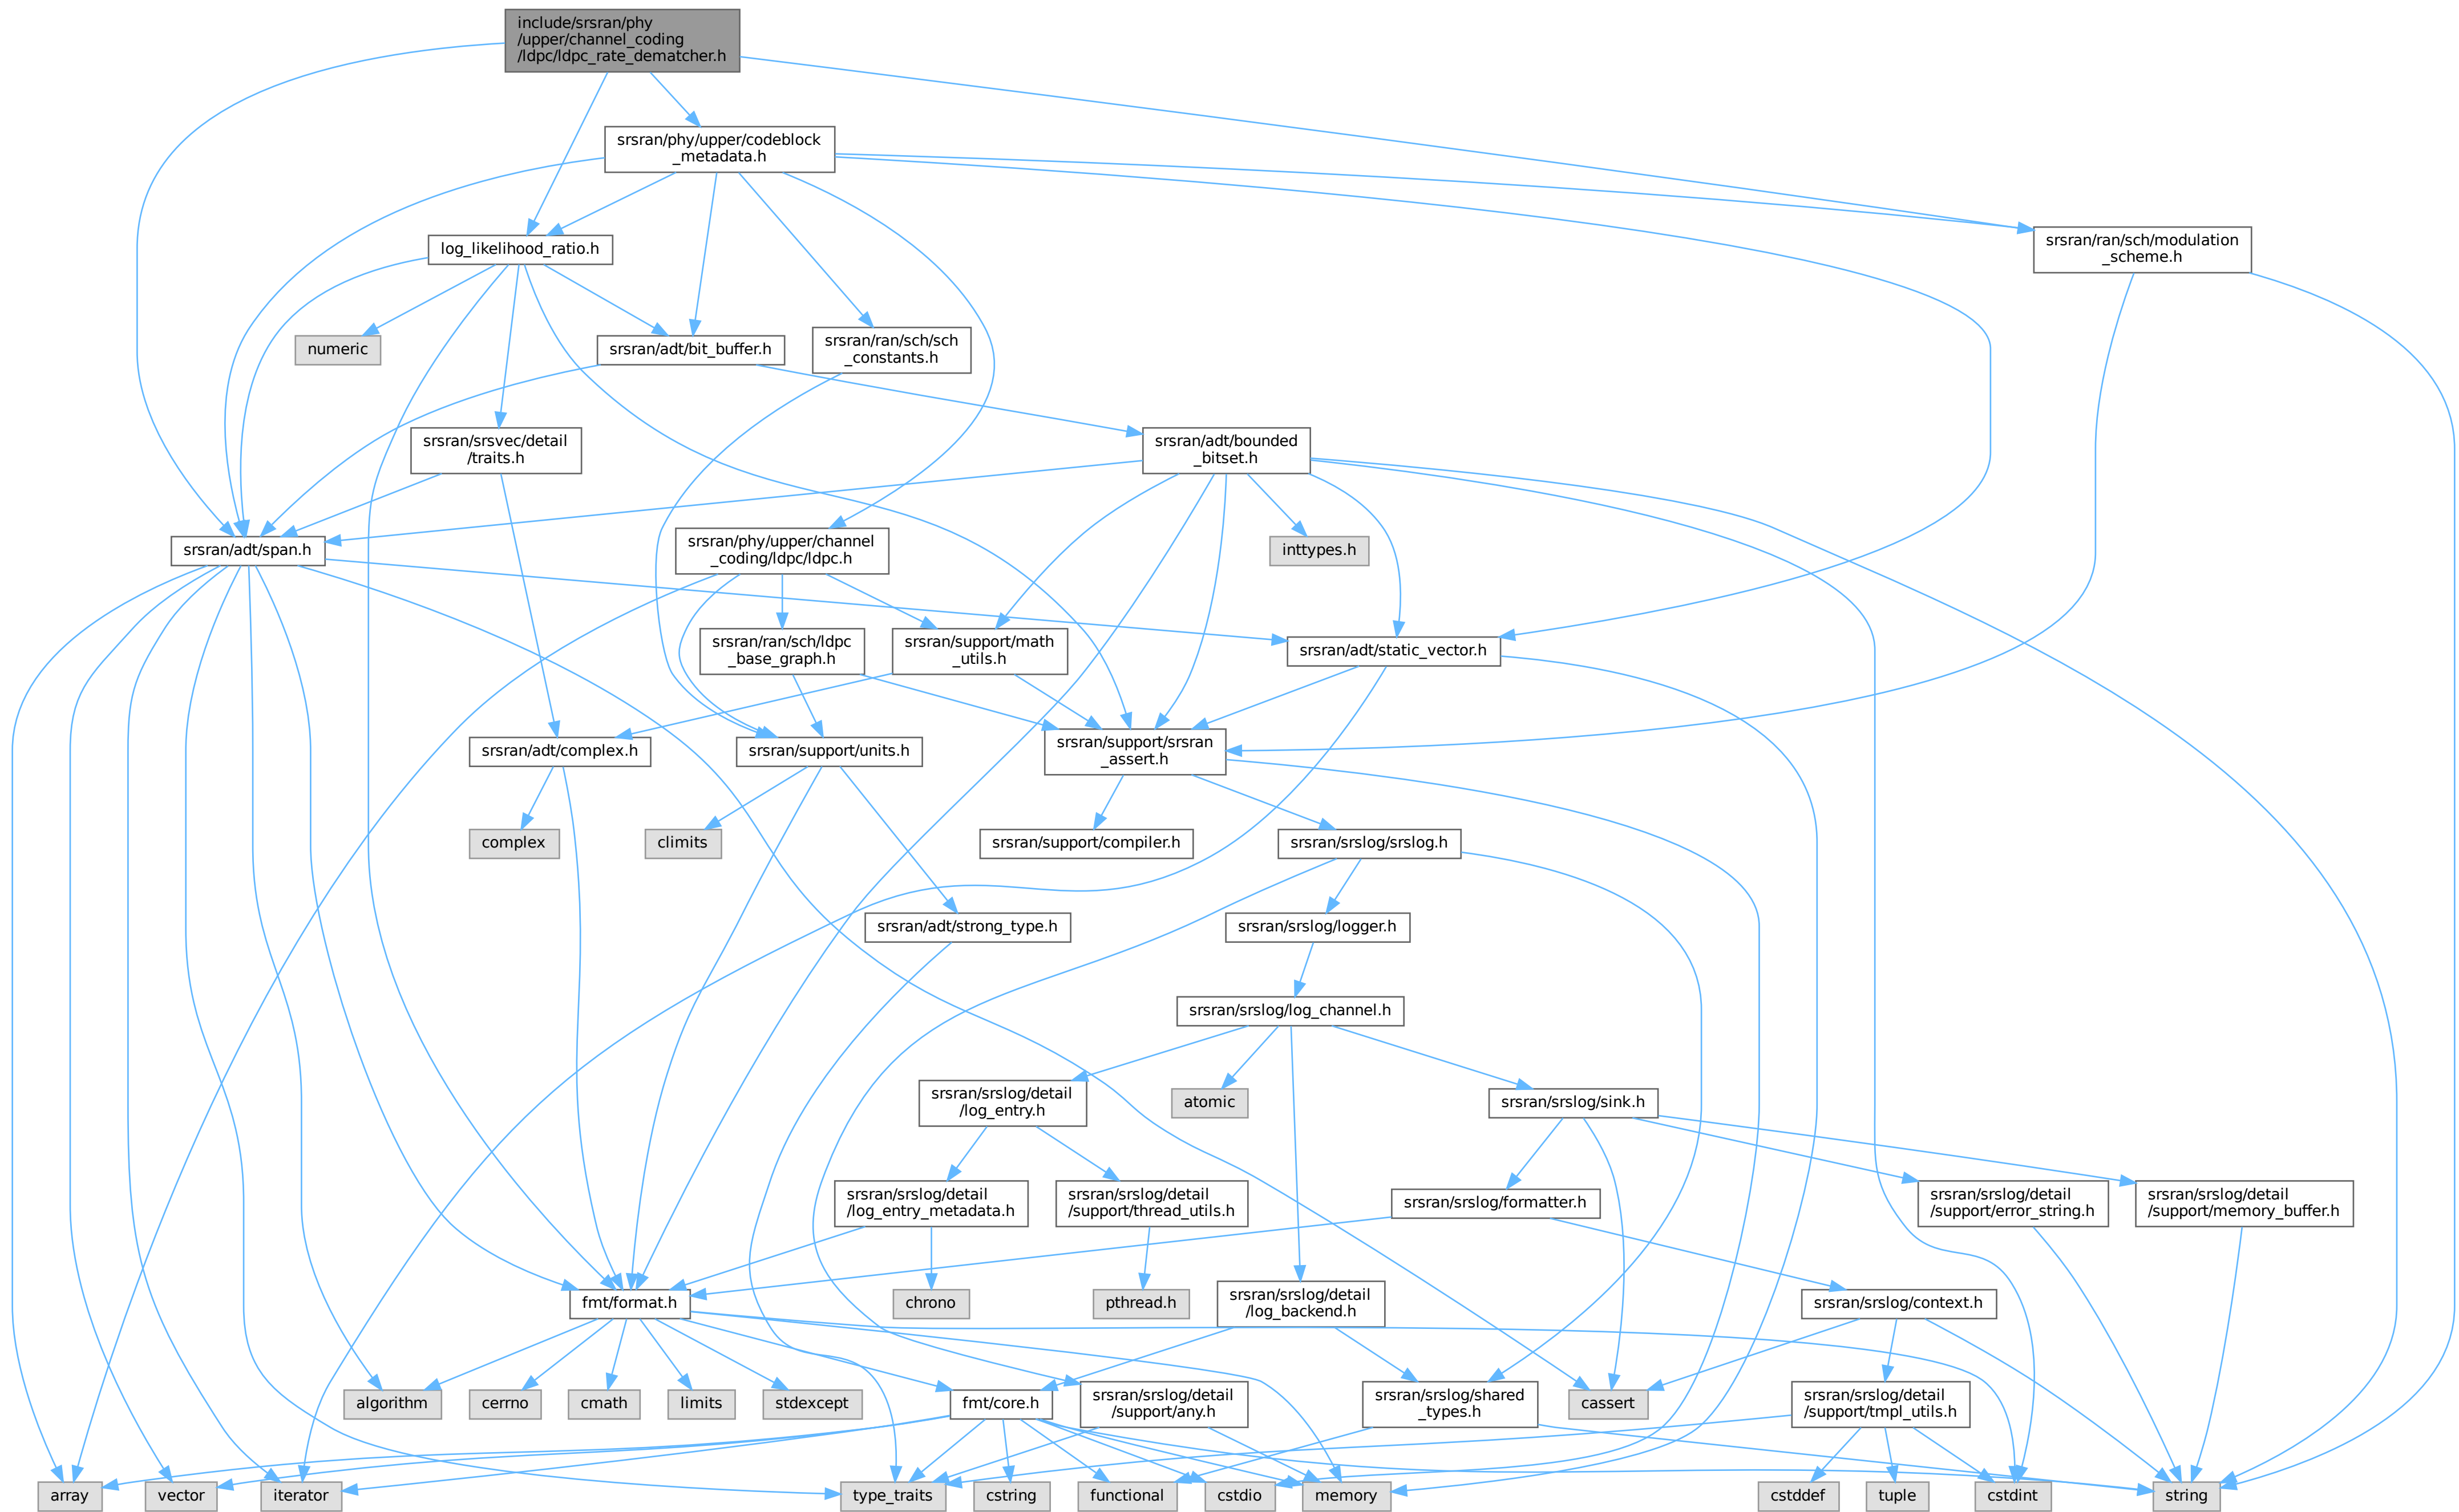 include/srsran/phy
/upper/channel_coding
/ldpc/ldpc_rate_dematcher.h
srsran/phy/upper/codeblock
_metadata.h
log_likelihood_ratio.h
srsran/ran/sch/modulation
_scheme.h
numeric
srsran/adt/bit_buffer.h
srsran/ran/sch/sch
_constants.h
srsran/srsvec/detail
/traits.h
srsran/adt/bounded
_bitset.h
srsran/adt/span.h
srsran/phy/upper/channel
_coding/ldpc/ldpc.h
inttypes.h
srsran/ran/sch/ldpc
_base_graph.h
srsran/support/math
_utils.h
srsran/adt/static_vector.h
srsran/adt/complex.h
srsran/support/units.h
srsran/support/srsran
_assert.h
complex
climits
srsran/support/compiler.h
srsran/srslog/srslog.h
srsran/adt/strong_type.h
srsran/srslog/logger.h
srsran/srslog/log_channel.h
srsran/srslog/detail
/log_entry.h
atomic
srsran/srslog/sink.h
srsran/srslog/detail
/log_entry_metadata.h
srsran/srslog/detail
/support/thread_utils.h
srsran/srslog/formatter.h
srsran/srslog/detail
/support/error_string.h
srsran/srslog/detail
/support/memory_buffer.h
fmt/format.h
chrono
pthread.h
srsran/srslog/detail
/log_backend.h
srsran/srslog/context.h
algorithm
cerrno
cmath
limits
stdexcept
fmt/core.h
srsran/srslog/detail
/support/any.h
srsran/srslog/shared
_types.h
cassert
srsran/srslog/detail
/support/tmpl_utils.h
array
vector
iterator
type_traits
cstring
functional
cstdio
memory
cstddef
tuple
cstdint
string